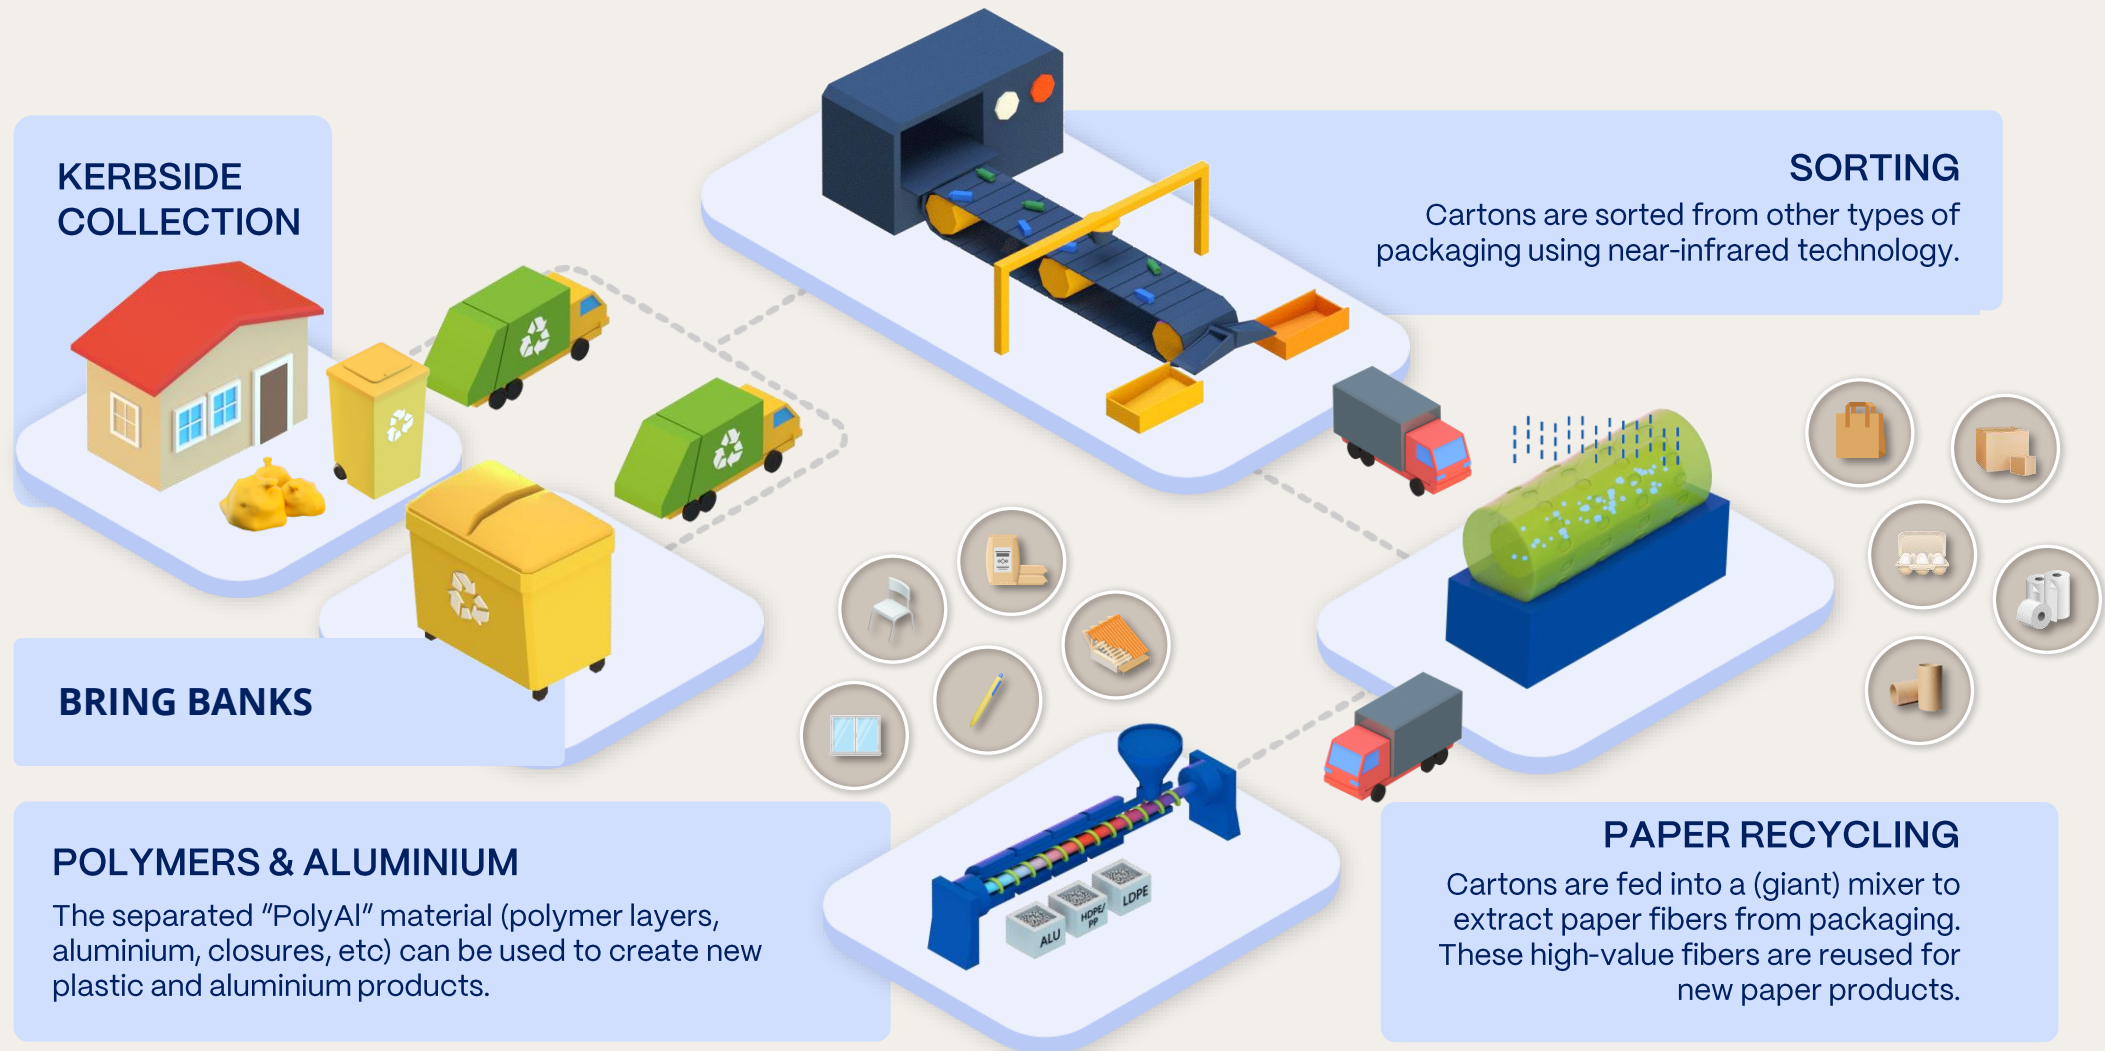 KERBSIDE
COLLECTION
SORTING
Cartons are sorted from other types of
packaging using near-infrared technology.
BRING BANKS
POLYMERS & ALUMINIUM
The separated “PolyAl” material (polymer layers,
aluminium, closures, etc) can be used to create new
plastic and aluminium products.
ALU
HDPE/
PP
LDPE
PAPER RECYCLING
Cartons are fed into a (giant) mixer to
extract paper fibers from packaging.
These high-value fibers are reused for
new paper products.